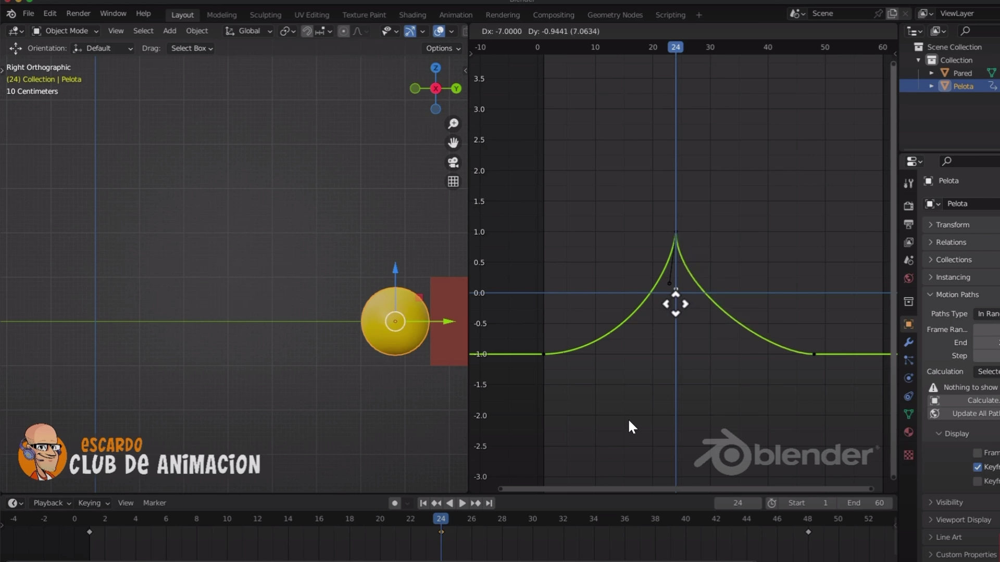 Blender
File Edit Render Window Help Layout Modeling Sculpting UV Editing Texture Paint Shading Animation Rendering Compositing Geometry Nodes Scripting + Scene ViewLayer
Object Mode View Select Add Object Global
Orientation: Default Drag: Select Box Options
Right Orthographic
(24) Collection | Pelota
10 Centimeters
Z
X
Y
Dx: -7.0000 Dy: -0.9441 (7.0634)
-10 0 10 20 24 30 40 50 60
3.5
3.0
2.5
2.0
1.5
1.0
0.5
0.0
-0.5
-1.0
-1.5
-2.0
-2.5
-3.0
blender
ESCARDO
CLUB DE ANIMACION
Scene Collection
Collection
Pared
Pelota
Pelota
Pelota
Transform
Relations
Collections
Instancing
Motion Paths
Paths Type In Ran
Frame Ran...
End
Step
Calculation Selecte
Nothing to show
Calculate.
Update All Pat
Display
Fram
Keyfr
Keyfr
Visibility
Viewport Display
Line Art
Custom Properties
Playback Keying View Marker 24 Start 1 End 60
-4 -2 0 2 4 6 8 10 12 14 16 18 20 22 24 26 28 30 32 34 36 38 40 42 44 46 48 50 52